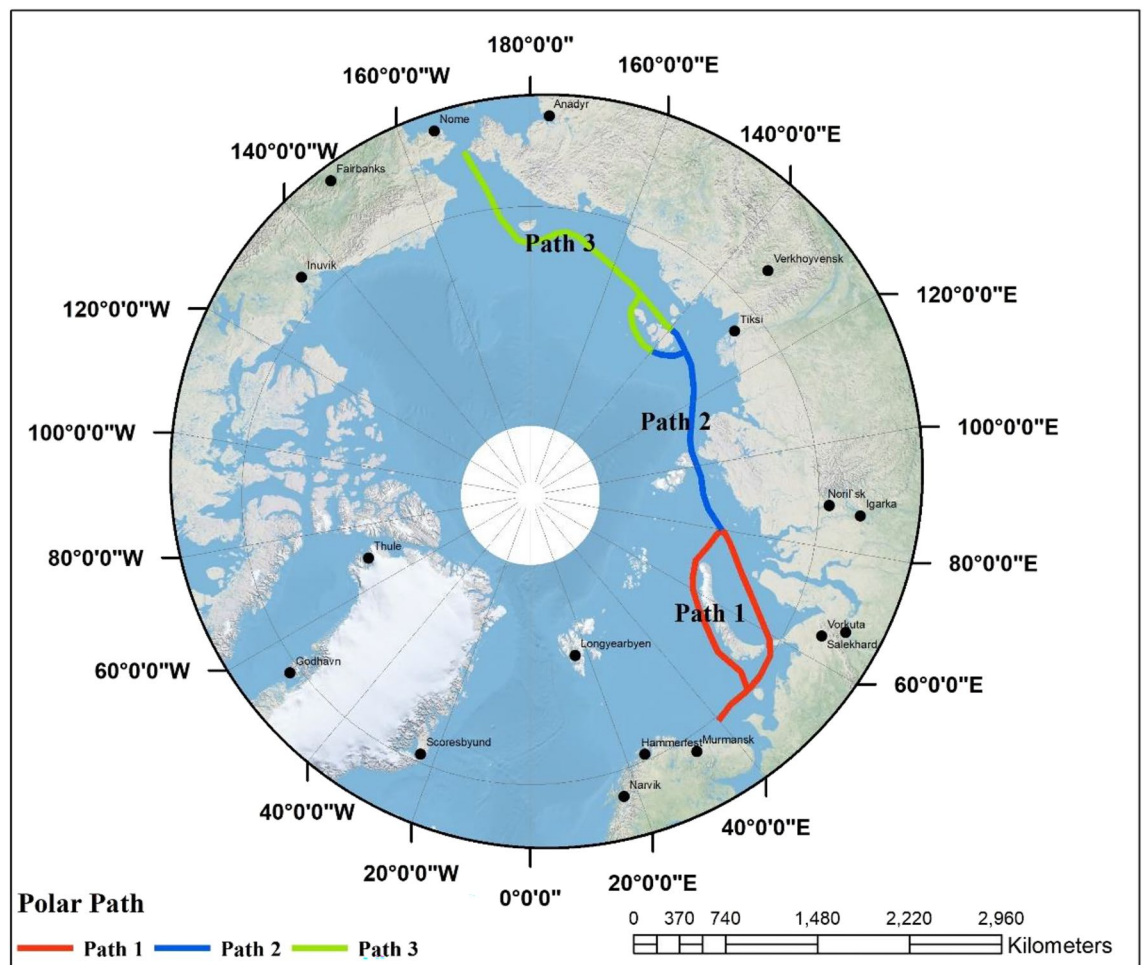 180°0'0"
160°0'0"W
160°0'0"E
Anadyr
Nome
140°0'0"W
140°0'0"E
Fairbanks
Path 3
Verkhoyvensk
Inuvik
120°0'0"W
120°0'0"E
Tiksi
Path 2
100°0'0"W
100°0'0"E
Noril`sk
Igarka
Thule
80°0'0"W
80°0'0"E
Path 1
Vorkuta
Salekhard
Longyearbyen
Godhavn
60°0'0"W
60°0'0"E
Scoresbyund
Hammerfest
Murmansk
Narvik
40°0'0"W
40°0'0"E
20°0'0"W
0°0'0"
20°0'0"E
Polar Path
Path 1 Path 2 Path 3
0 370 740 1,480 2,220 2,960
Kilometers